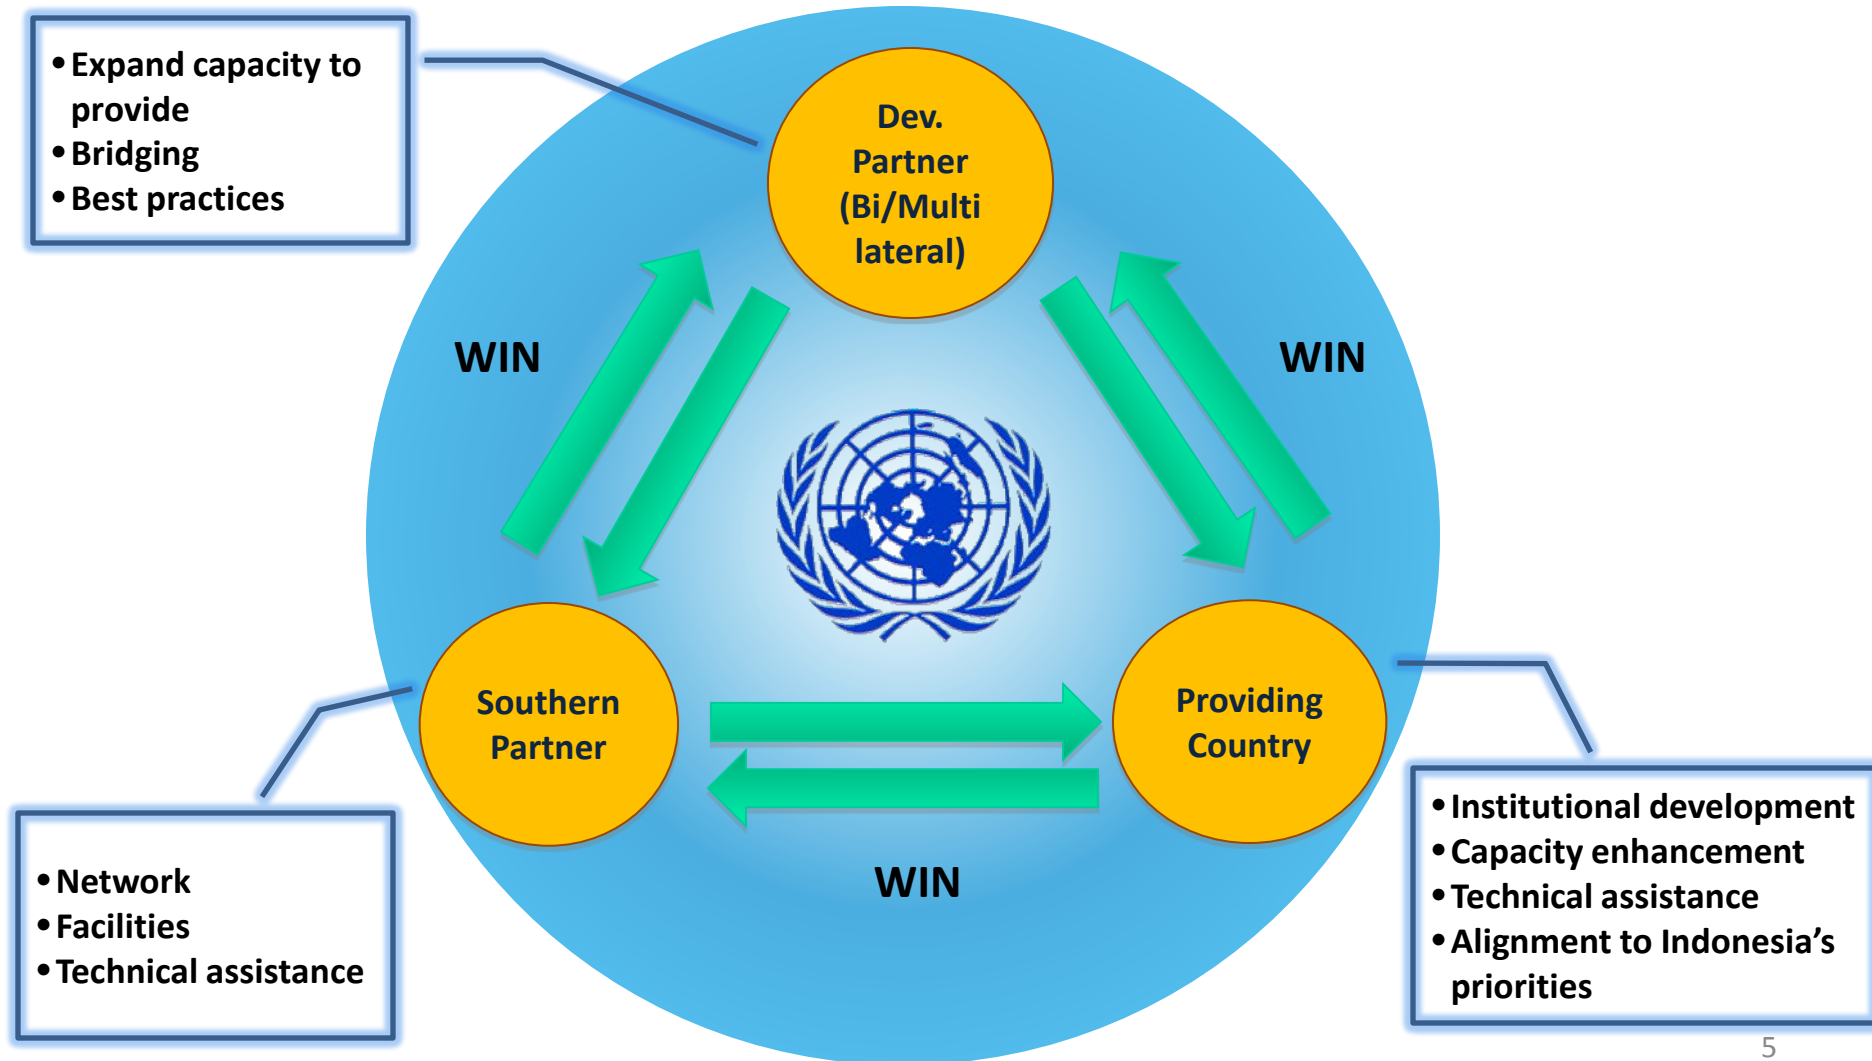 • Expand capacity to
provide
• Bridging
• Best practices
Dev.
Partner
(Bi/Multi
lateral)
WIN
WIN
Southern
Partner
Providing
Country
WIN
• Network
• Facilities
• Technical assistance
• Institutional development
• Capacity enhancement
• Technical assistance
• Alignment to Indonesia’s
priorities
5